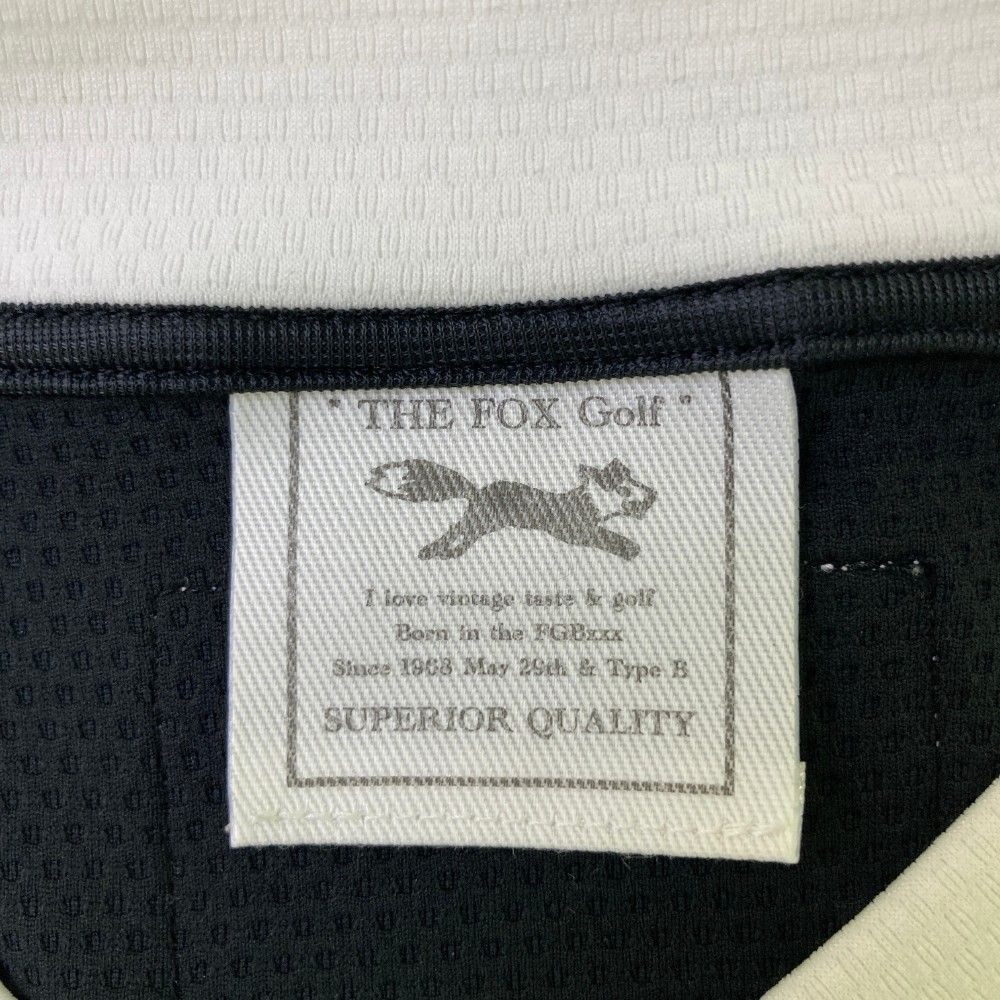 " THE FOX Golf "
I love vintage taste & golf
Born in the FGBxxx
Since 1968 May 29th & Type B
SUPERIOR QUALITY